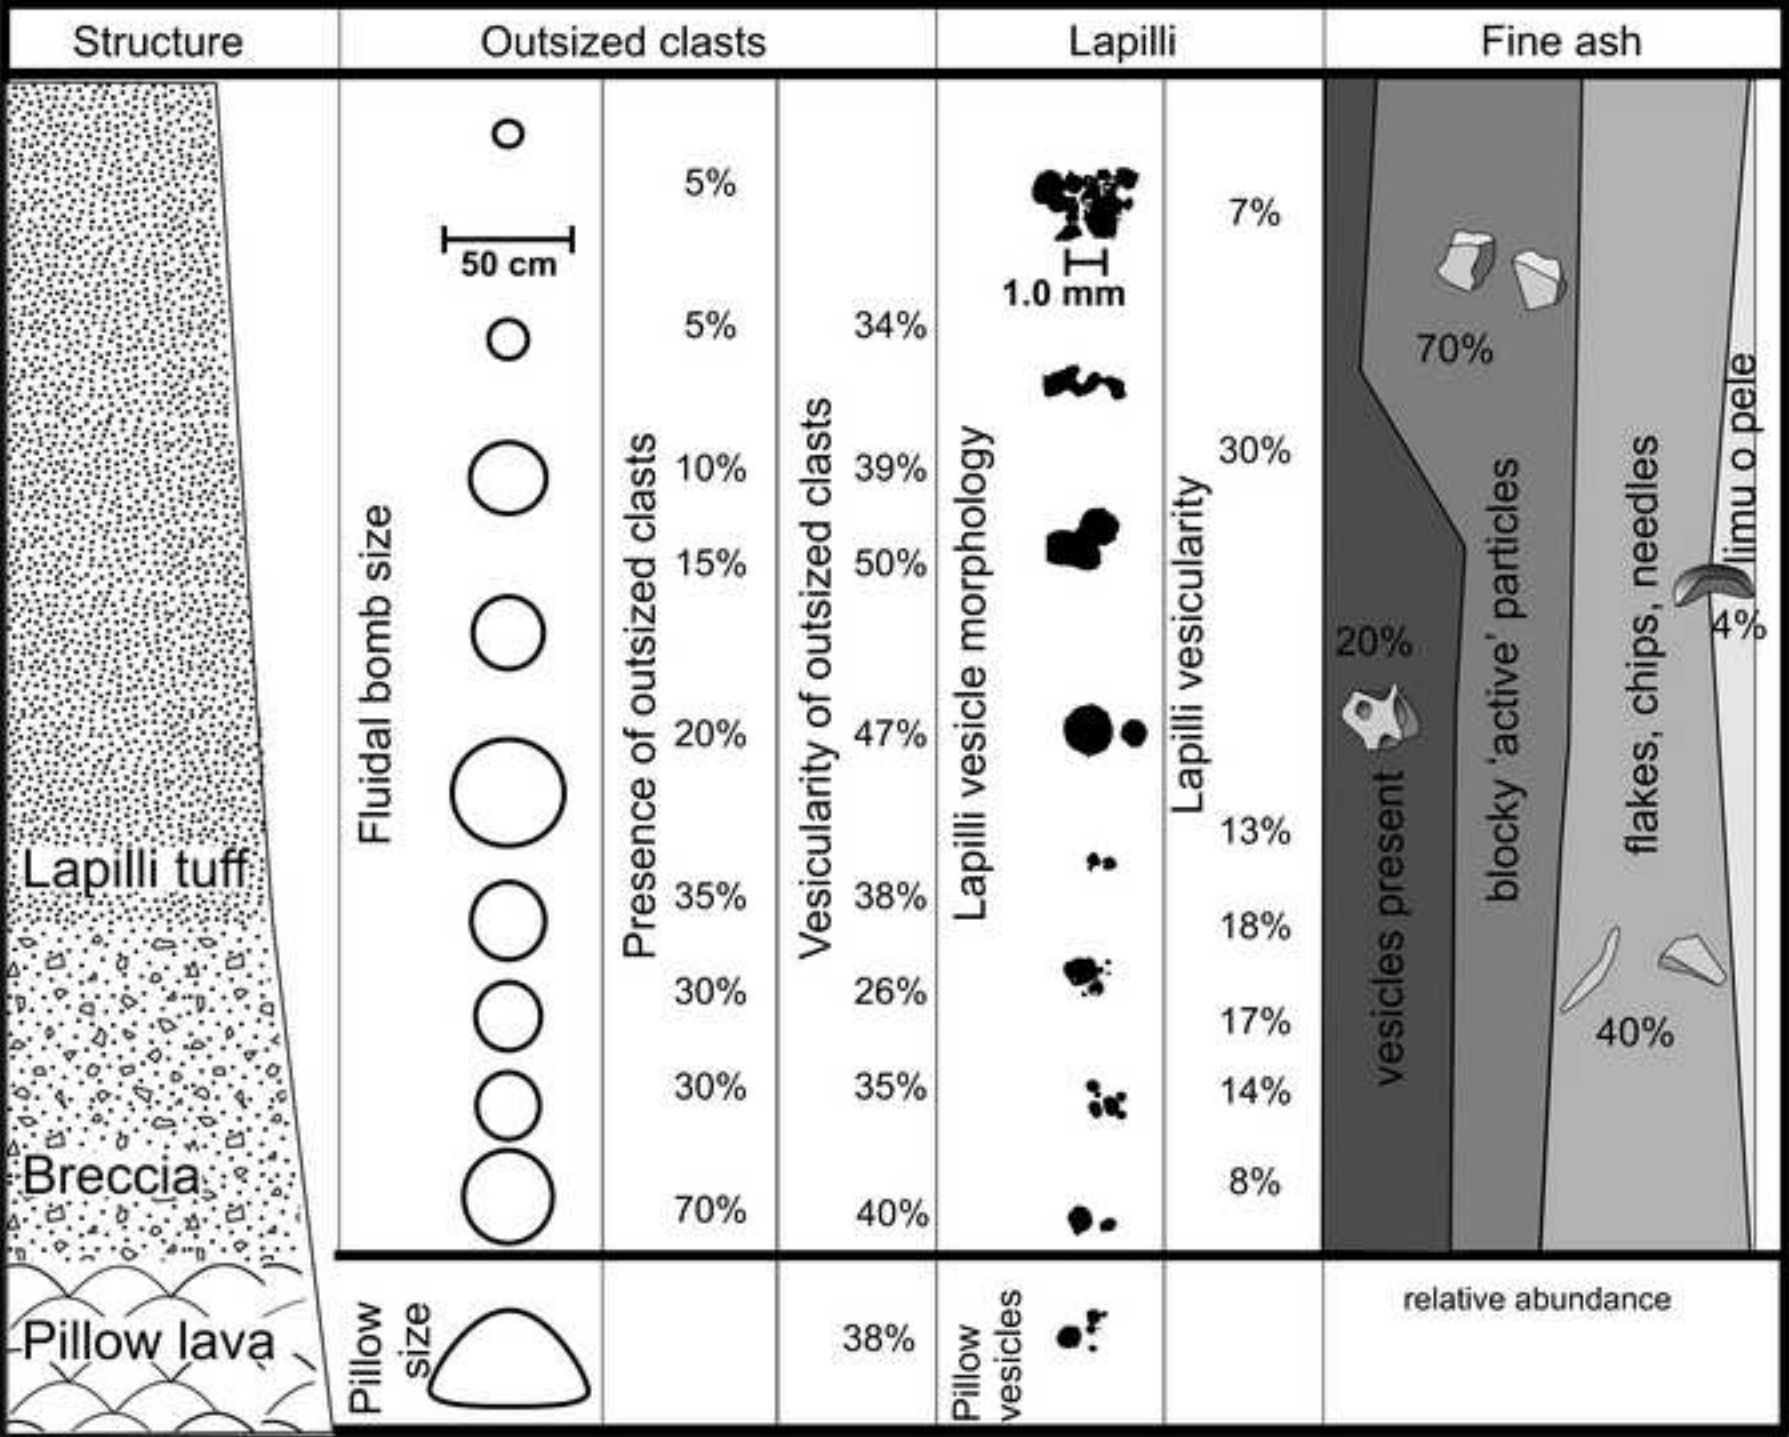 Structure
Outsized clasts
Lapilli
Fine ash
Lapilli tuff
Breccia
Pillow lava
Fluidal bomb size
50 cm
Pillow
size
Presence of outsized clasts
5%
5%
10%
15%
20%
35%
30%
30%
70%
Vesicularity of outsized clasts
34%
39%
50%
47%
38%
26%
35%
40%
38%
Lapilli vesicle morphology
1.0 mm
Pillow
vesicles
Lapilli vesicularity
7%
30%
13%
18%
17%
14%
8%
20%
vesicles present
70%
blocky ‘active’ particles
flakes, chips, needles
40%
limu o pele
4%
relative abundance